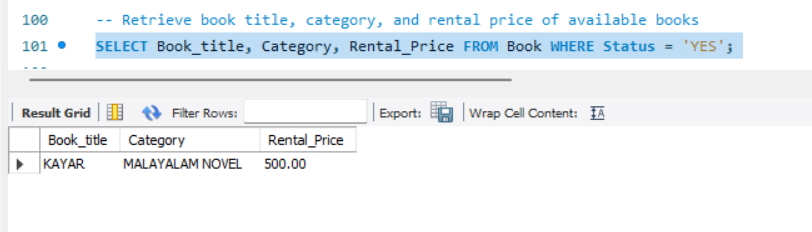 100 -- Retrieve book title, category, and rental price of available books
101 SELECT Book_title, Category, Rental_Price FROM Book WHERE Status = 'YES';
Result Grid Filter Rows: Export: Wrap Cell Content:
Book_title Category Rental_Price
KAYAR MALAYALAM NOVEL 500.00